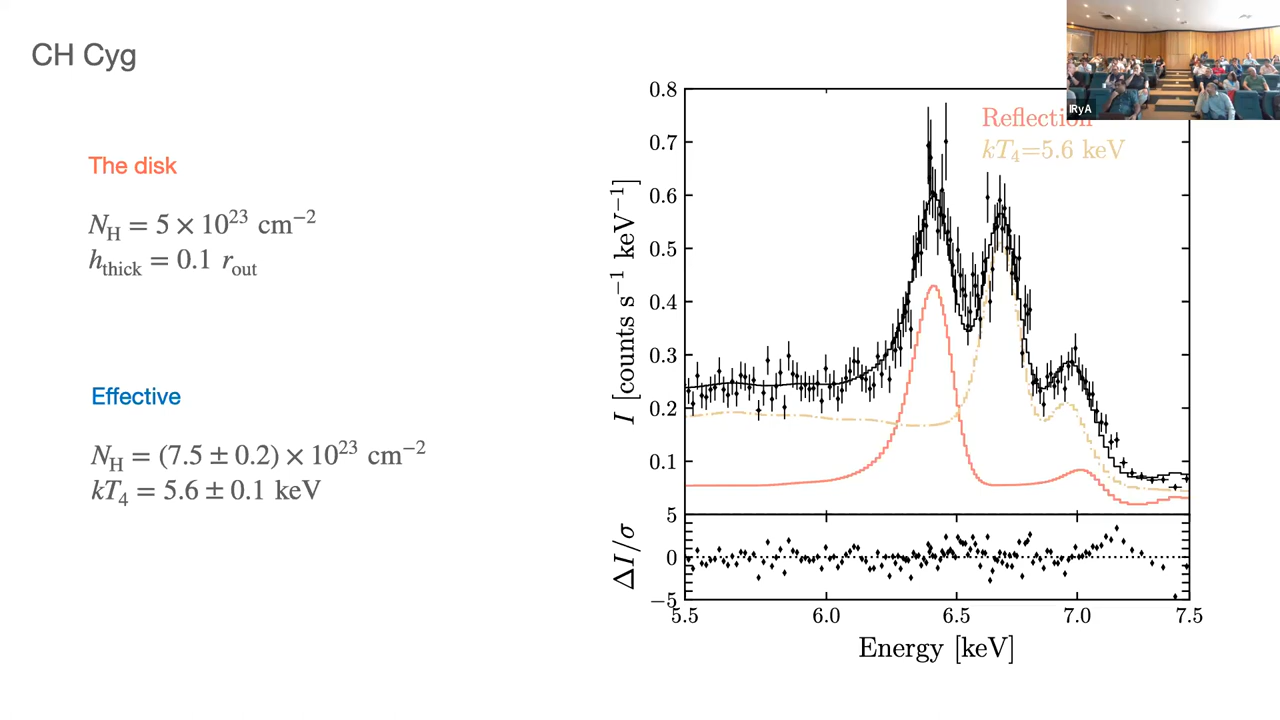 CH Cyg
The disk
N_H = 5 × 10^23 cm^−2
h_thick = 0.1 r_out
Effective
N_H = (7.5 ± 0.2) × 10^23 cm^−2
kT_4 = 5.6 ± 0.1 keV
IRyA
Reflection
kT_4=5.6 keV
I [counts s^−1 keV^−1]
0.8
0.7
0.6
0.5
0.4
0.3
0.2
0.1
ΔI/σ
5
0
−5
5.5 6.0 6.5 7.0 7.5
Energy [keV]